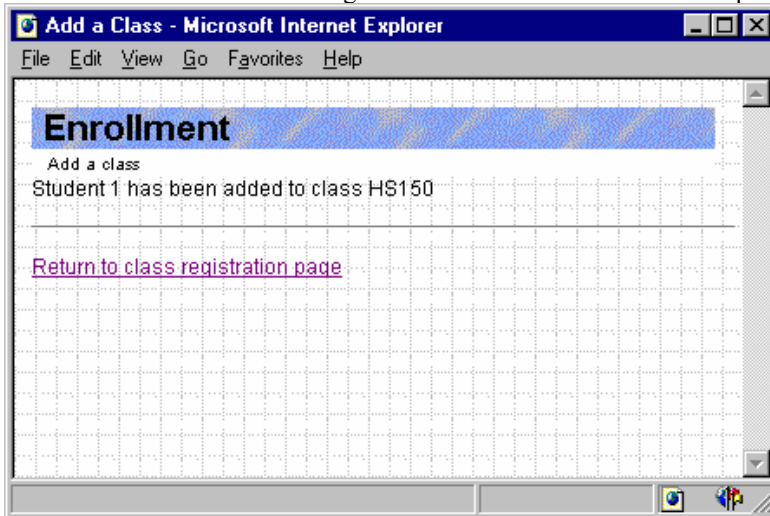 Add a Class - Microsoft Internet Explorer
File Edit View Go Favorites Help
Enrollment
Add a class
Student 1 has been added to class HS150
Return to class registration page